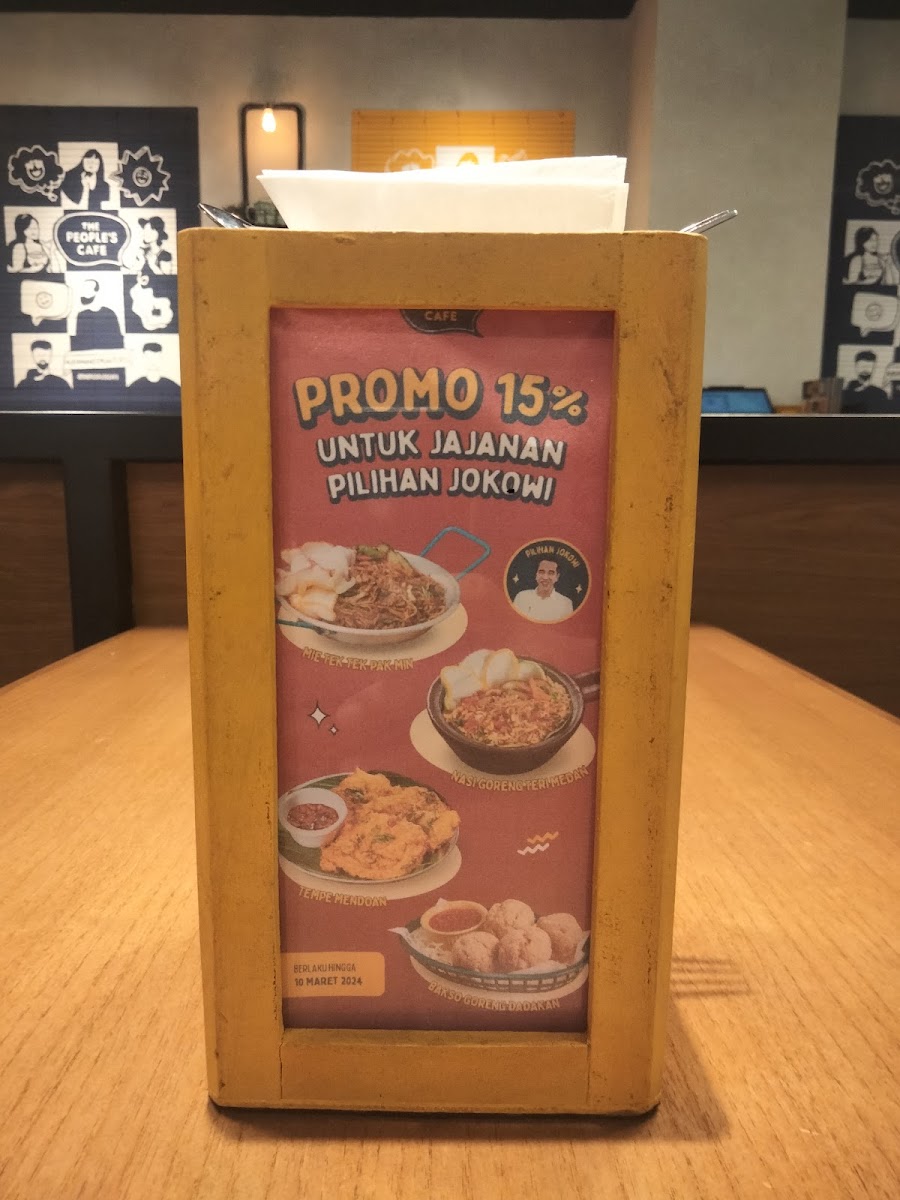 THE
PEOPLE'S
CAFE
CAFE
PROMO 15%
UNTUK JAJANAN
PILIHAN JOKOWI
PILIHAN JOKOWI
MIE TEK TEK PAK MIN
NASI GORENG TERI MEDAN
TEMPE MENDOAN
BAKSO GORENG DADAKAN
BERLAKU HINGGA
10 MARET 2024